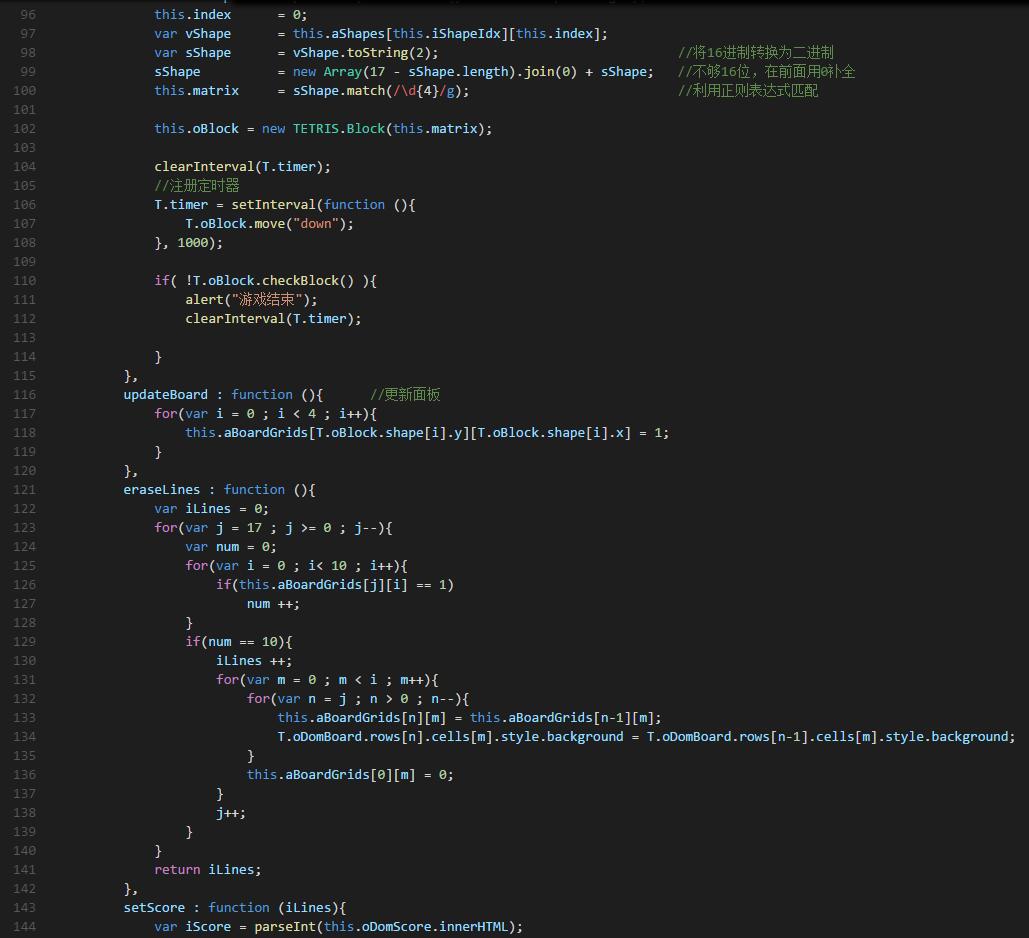 96 this.index = 0;
97 var vShape = this.aShapes[this.iShapeIdx][this.index];
98 var sShape = vShape.toString(2); //将16进制转换为二进制
99 sShape = new Array(17 - sShape.length).join(0) + sShape; //不够16位，在前面用0补全
100 this.matrix = sShape.match(/\d{4}/g); //利用正则表达式匹配
101
102 this.oBlock = new TETRIS.Block(this.matrix);
103
104 clearInterval(T.timer);
105 //注册定时器
106 T.timer = setInterval(function (){
107 T.oBlock.move("down");
108 }, 1000);
109
110 if( !T.oBlock.checkBlock() ){
111 alert("游戏结束");
112 clearInterval(T.timer);
113
114 }
115 },
116 updateBoard : function (){ //更新面板
117 for(var i = 0 ; i < 4 ; i++){
118 this.aBoardGrids[T.oBlock.shape[i].y][T.oBlock.shape[i].x] = 1;
119 }
120 },
121 eraseLines : function (){
122 var iLines = 0;
123 for(var j = 17 ; j >= 0 ; j--){
124 var num = 0;
125 for(var i = 0 ; i< 10 ; i++){
126 if(this.aBoardGrids[j][i] == 1)
127 num ++;
128 }
129 if(num == 10){
130 iLines ++;
131 for(var m = 0 ; m < i ; m++){
132 for(var n = j ; n > 0 ; n--){
133 this.aBoardGrids[n][m] = this.aBoardGrids[n-1][m];
134 T.oDomBoard.rows[n].cells[m].style.background = T.oDomBoard.rows[n-1].cells[m].style.background;
135 }
136 this.aBoardGrids[0][m] = 0;
137 }
138 j++;
139 }
140 }
141 return iLines;
142 },
143 setScore : function (iLines){
144 var iScore = parseInt(this.oDomScore.innerHTML);